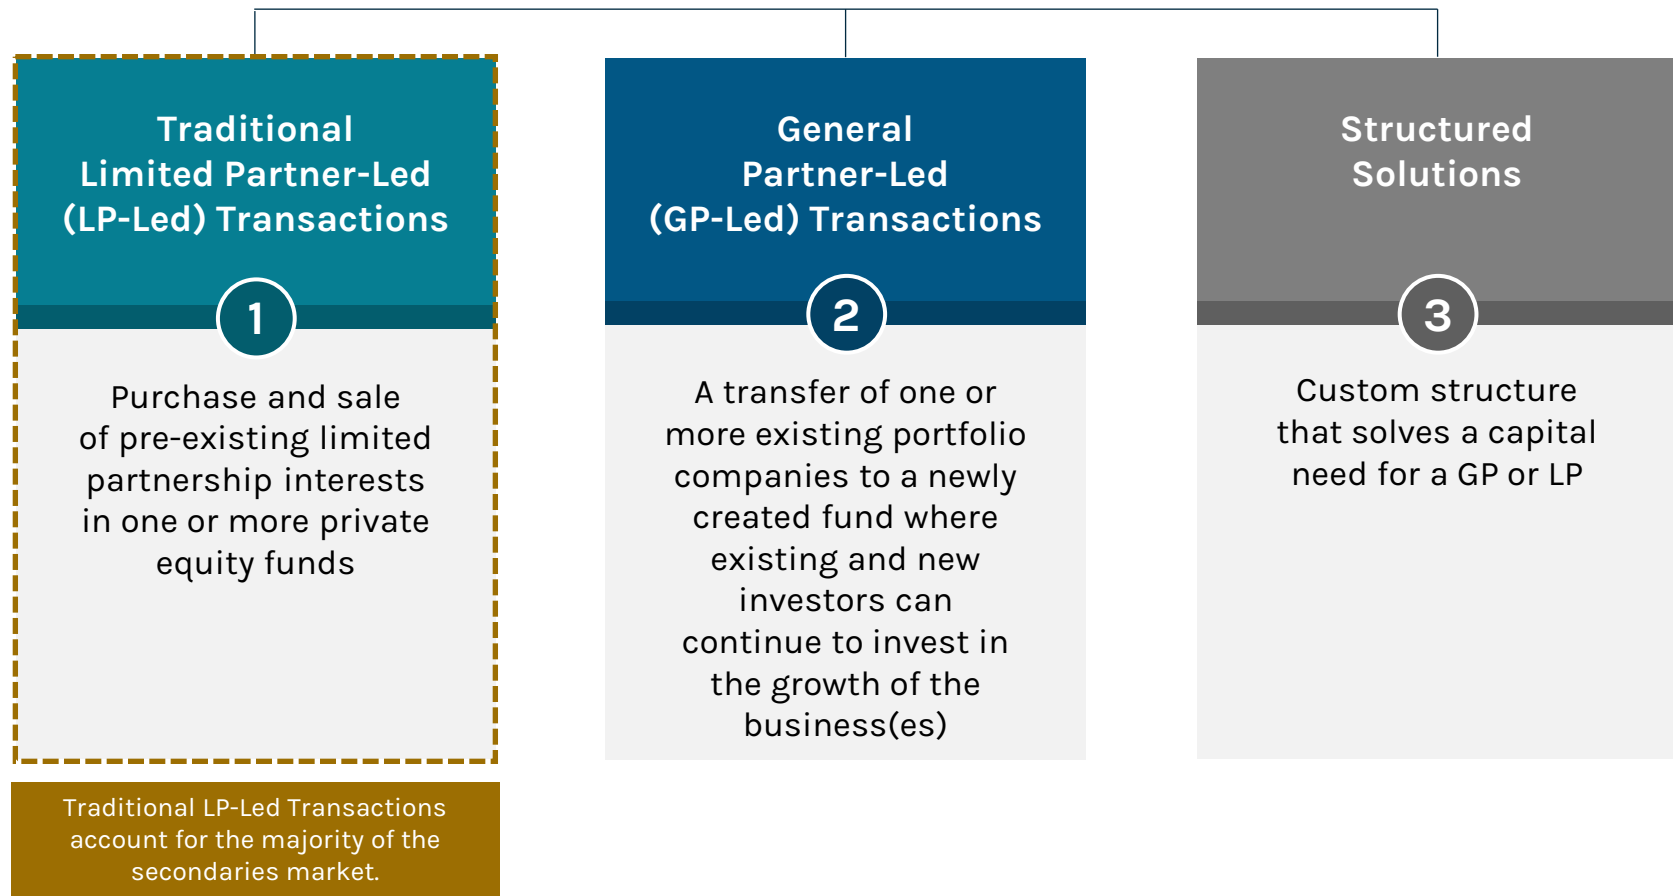 Traditional
Limited Partner-Led
(LP-Led) Transactions
1
Purchase and sale
of pre-existing limited
partnership interests
in one or more private
equity funds
Traditional LP-Led Transactions
account for the majority of the
secondaries market.
General
Partner-Led
(GP-Led) Transactions
2
A transfer of one or
more existing portfolio
companies to a newly
created fund where
existing and new
investors can
continue to invest in
the growth of the
business(es)
Structured
Solutions
3
Custom structure
that solves a capital
need for a GP or LP